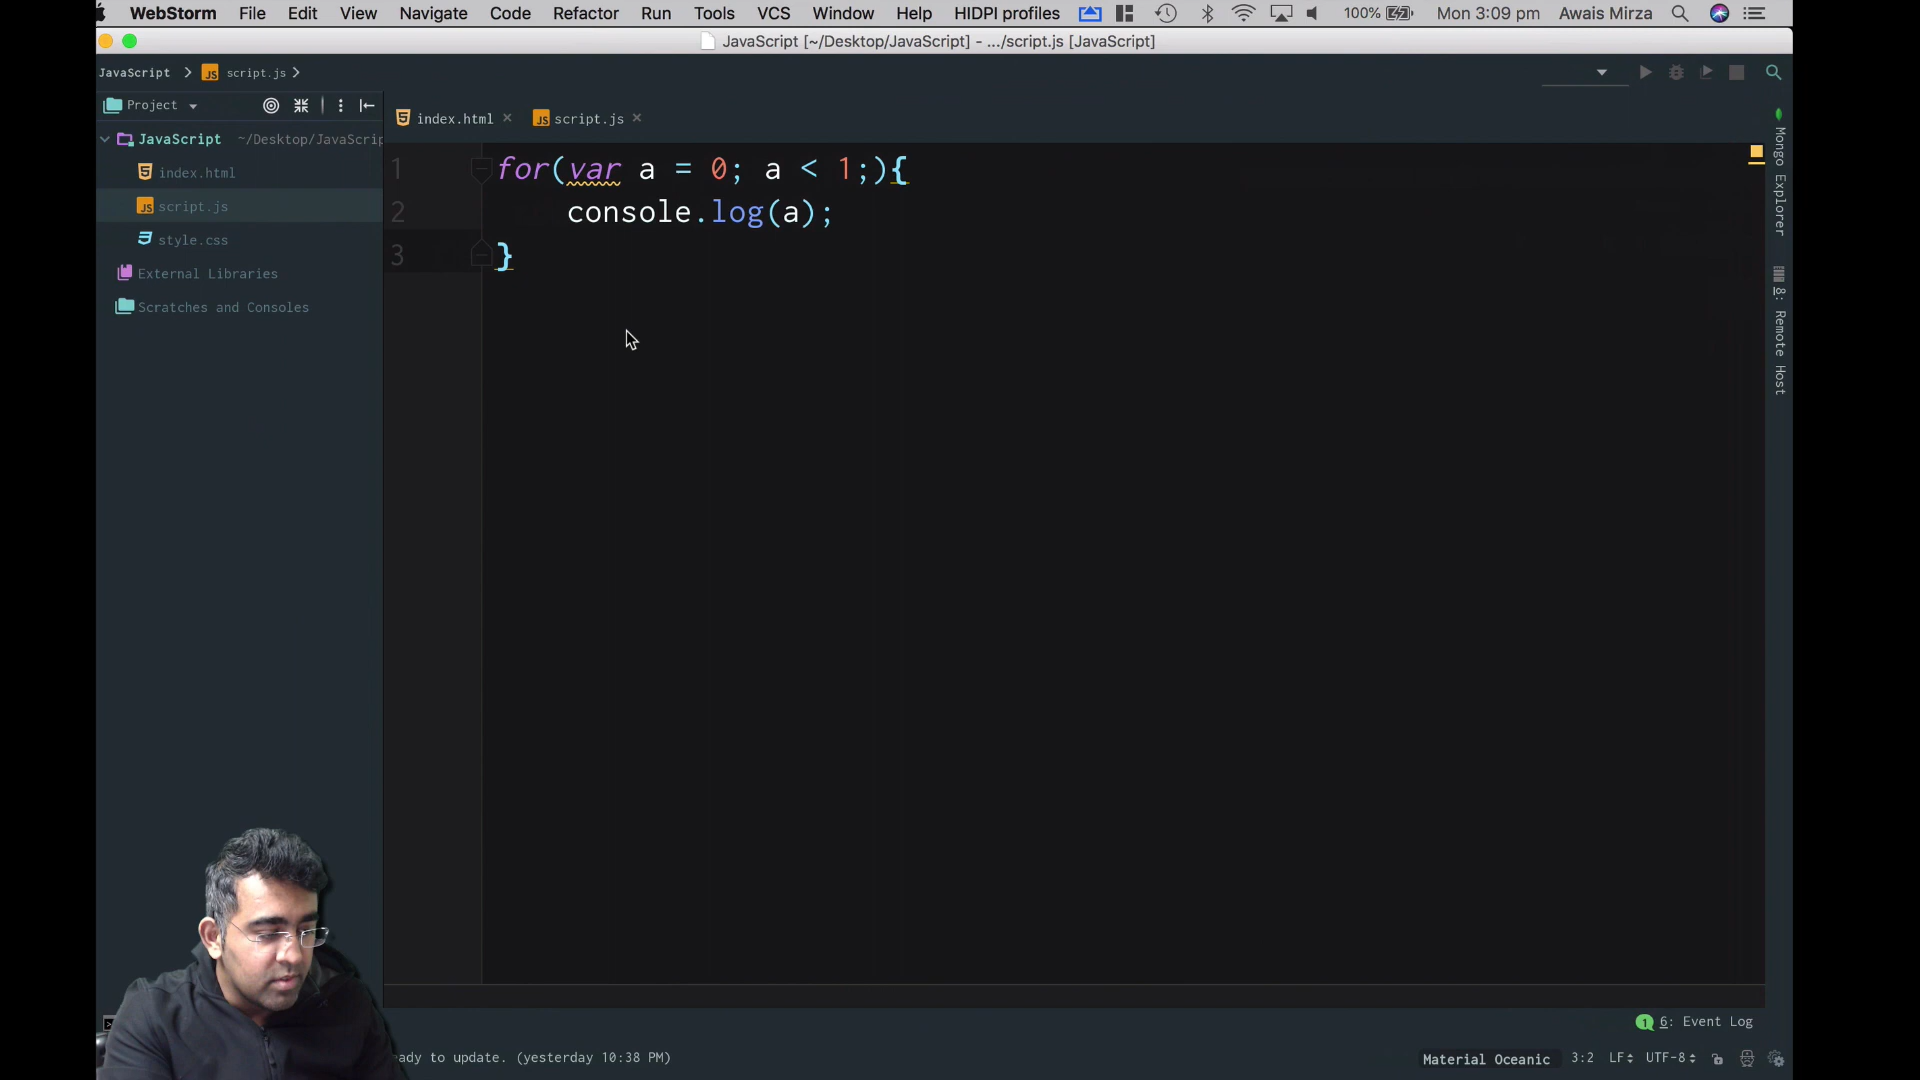 WebStorm File Edit View Navigate Code Refactor Run Tools VCS Window Help HIDPI profiles 100% Mon 3:09 pm Awais Mirza
JavaScript [~/Desktop/JavaScript] - .../script.js [JavaScript]
JavaScript script.js
Project
index.html script.js
JavaScript ~/Desktop/JavaScrip
index.html
script.js
style.css
External Libraries
Scratches and Consoles
1 for(var a = 0; a < 1;){
2 console.log(a);
3 }
Mongo Explorer
8: Remote Host
1 6: Event Log
eady to update. (yesterday 10:38 PM)
Material Oceanic 3:2 LF UTF-8